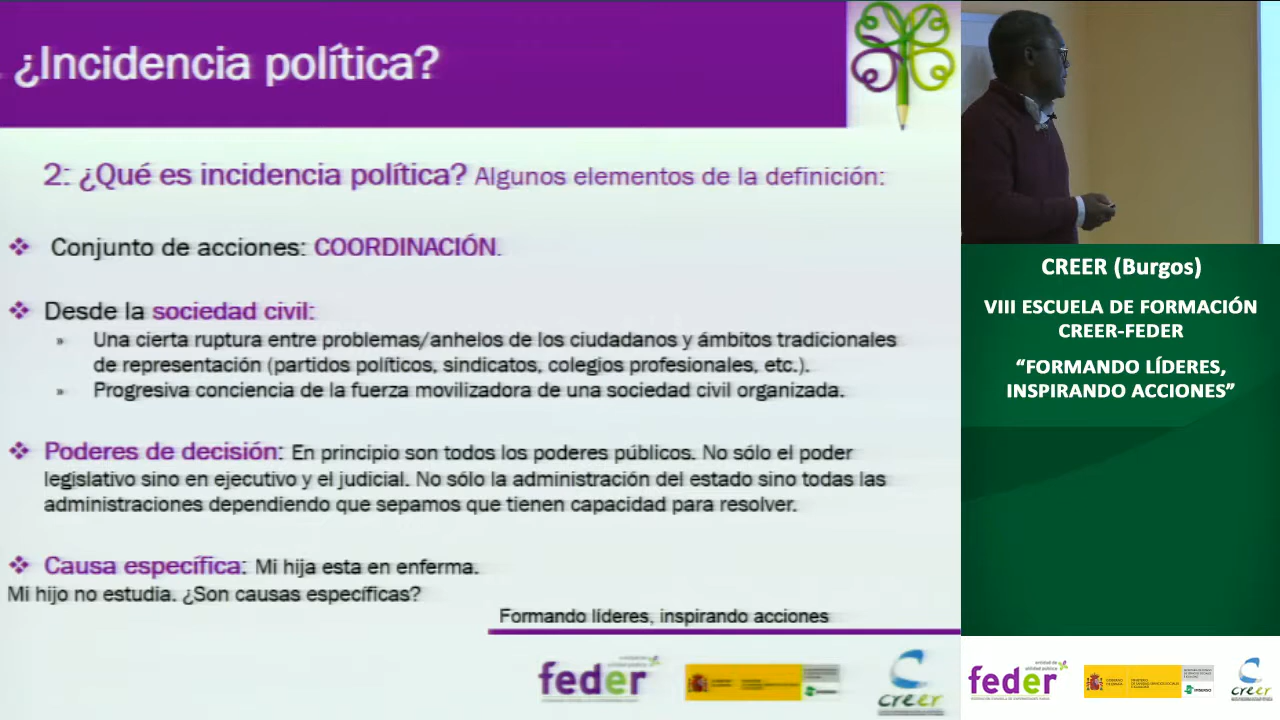 ¿Incidencia política?
2: ¿Qué es incidencia política? Algunos elementos de la definición:
❖ Conjunto de acciones: COORDINACIÓN.
❖ Desde la sociedad civil:
» Una cierta ruptura entre problemas/anhelos de los ciudadanos y ámbitos tradicionales
de representación (partidos políticos, sindicatos, colegios profesionales, etc.).
» Progresiva conciencia de la fuerza movilizadora de una sociedad civil organizada.
❖ Poderes de decisión: En principio son todos los poderes públicos. No sólo el poder
legislativo sino en ejecutivo y el judicial. No sólo la administración del estado sino todas las
administraciones dependiendo que sepamos que tienen capacidad para resolver.
❖ Causa específica: Mi hija esta en enferma.
Mi hijo no estudia. ¿Son causas específicas?
Formando líderes, inspirando acciones
feder
creer
CREER (Burgos)
VIII ESCUELA DE FORMACIÓN
CREER-FEDER
“FORMANDO LÍDERES,
INSPIRANDO ACCIONES”
feder
imserso
creer